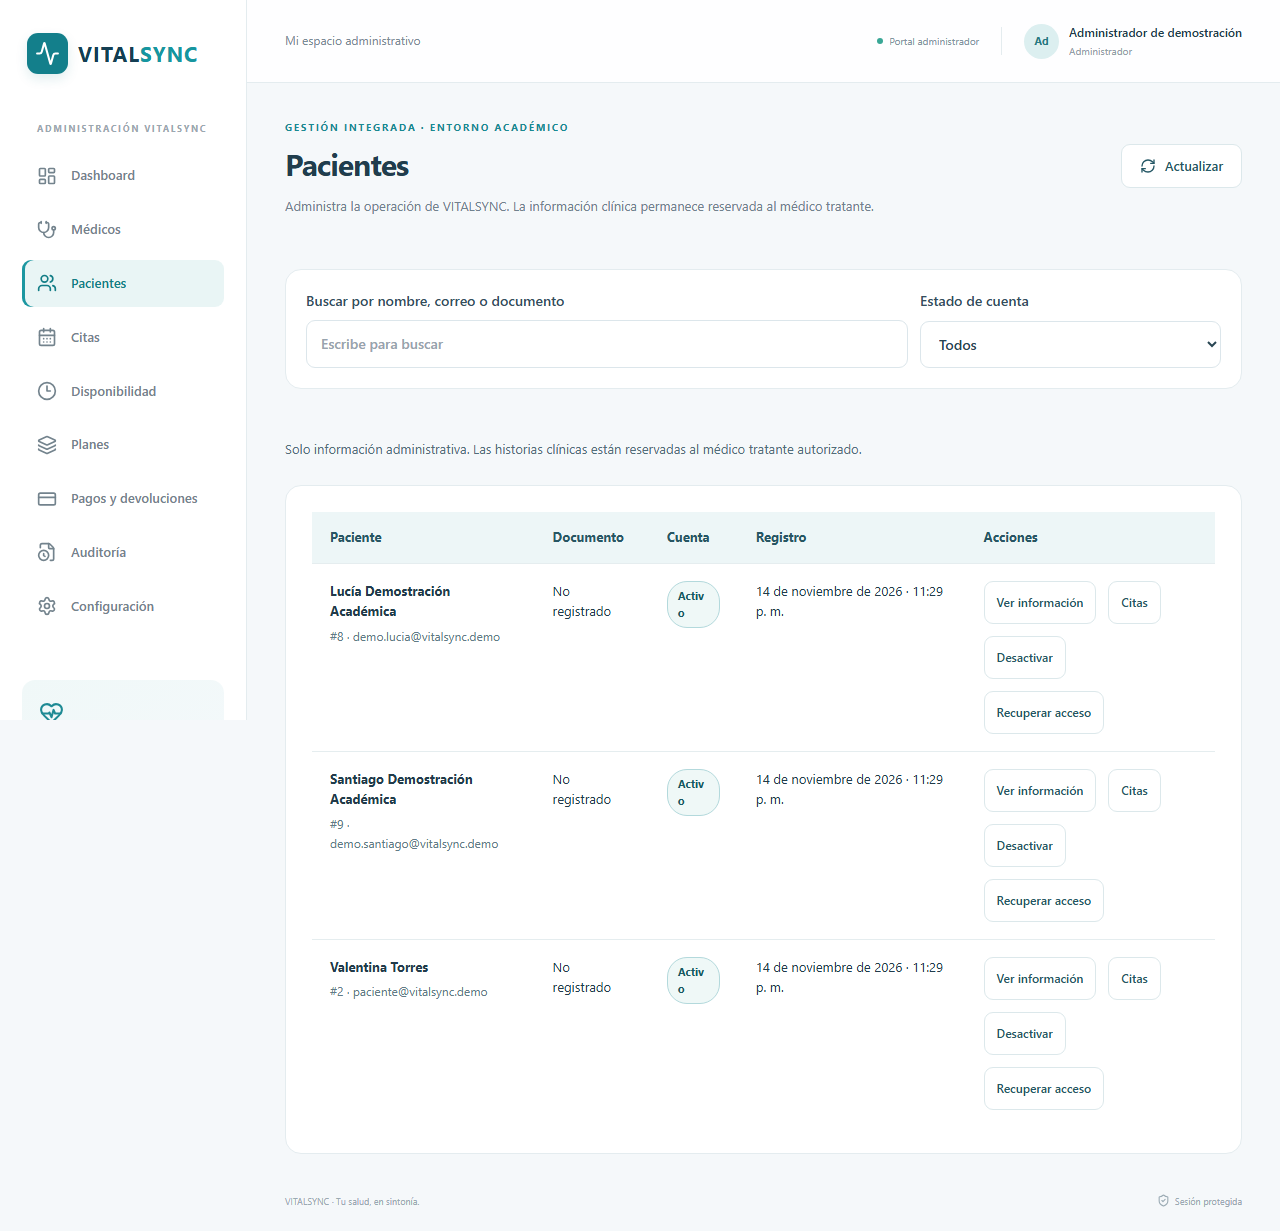 VITALSYNC
ADMINISTRACIÓN VITALSYNC
Dashboard
Médicos
Pacientes
Citas
Disponibilidad
Planes
Pagos y devoluciones
Auditoría
Configuración
Mi espacio administrativo
Portal administrador
Ad
Administrador de demostración
Administrador
GESTIÓN INTEGRADA · ENTORNO ACADÉMICO
Pacientes
Actualizar
Administra la operación de VITALSYNC. La información clínica permanece reservada al médico tratante.
Buscar por nombre, correo o documento
Estado de cuenta
Escribe para buscar
Todos
Solo información administrativa. Las historias clínicas están reservadas al médico tratante autorizado.
Paciente Documento Cuenta Registro Acciones
Lucía Demostración
Académica
#8 · demo.lucia@vitalsync.demo
No
registrado
Activ
o
14 de noviembre de 2026 · 11:29
p. m.
Ver información Citas
Desactivar
Recuperar acceso
Santiago Demostración
Académica
#9 ·
demo.santiago@vitalsync.demo
No
registrado
Activ
o
14 de noviembre de 2026 · 11:29
p. m.
Ver información Citas
Desactivar
Recuperar acceso
Valentina Torres
#2 · paciente@vitalsync.demo
No
registrado
Activ
o
14 de noviembre de 2026 · 11:29
p. m.
Ver información Citas
Desactivar
Recuperar acceso
VITALSYNC · Tu salud, en sintonía.
Sesión protegida